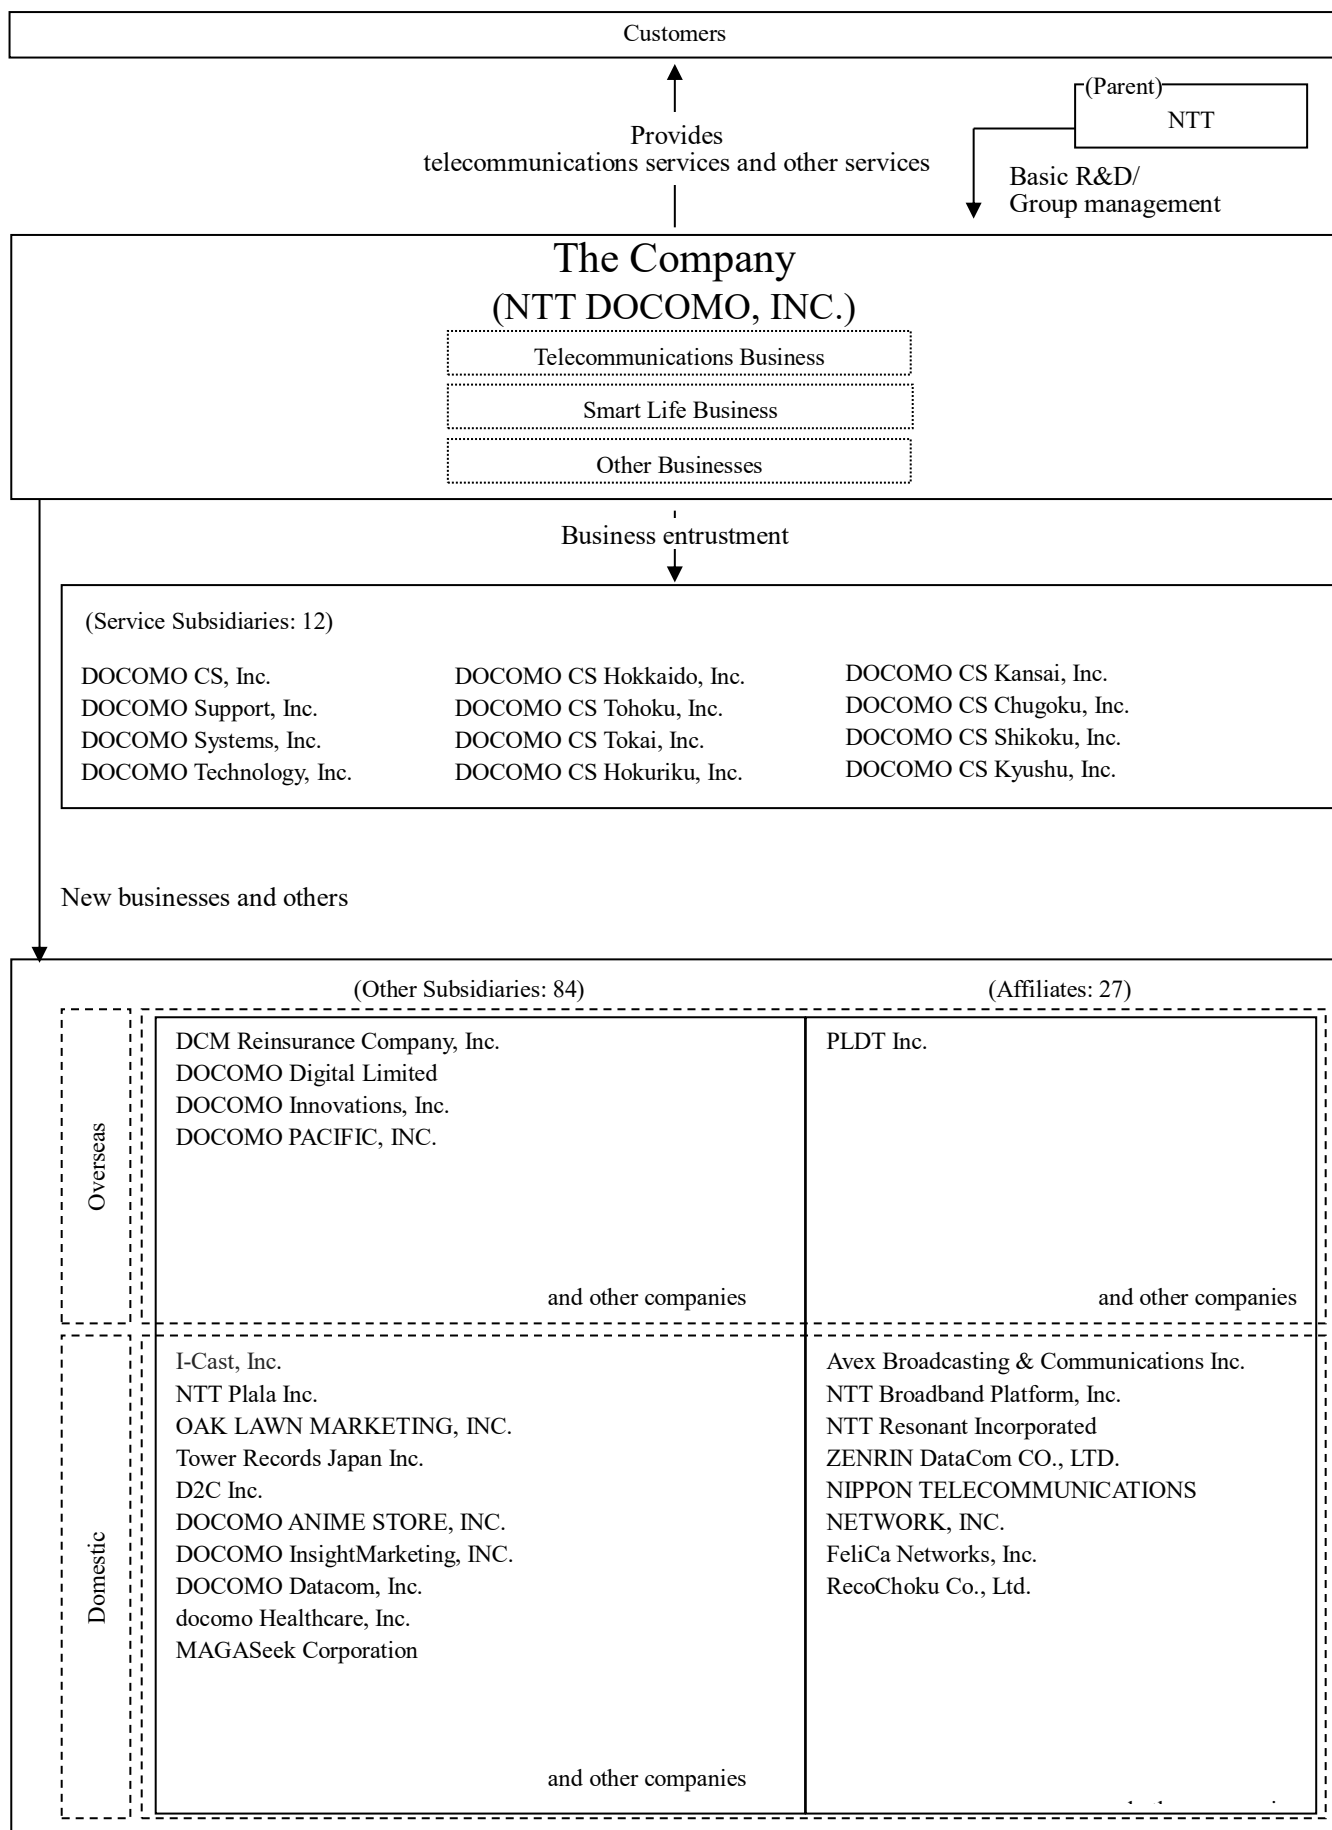 Customers
(Parent)
NTT
Provides
telecommunications services and other services
Basic R&D/
Group management
The Company
(NTT DOCOMO, INC.)
Telecommunications Business
Smart Life Business
Other Businesses
Business entrustment
(Service Subsidiaries: 12)
DOCOMO CS, Inc.
DOCOMO Support, Inc.
DOCOMO Systems, Inc.
DOCOMO Technology, Inc.
DOCOMO CS Hokkaido, Inc.
DOCOMO CS Tohoku, Inc.
DOCOMO CS Tokai, Inc.
DOCOMO CS Hokuriku, Inc.
DOCOMO CS Kansai, Inc.
DOCOMO CS Chugoku, Inc.
DOCOMO CS Shikoku, Inc.
DOCOMO CS Kyushu, Inc.
New businesses and others
(Other Subsidiaries: 84)
(Affiliates: 27)
Overseas
DCM Reinsurance Company, Inc.
DOCOMO Digital Limited
DOCOMO Innovations, Inc.
DOCOMO PACIFIC, INC.
and other companies
PLDT Inc.
and other companies
Domestic
I-Cast, Inc.
NTT Plala Inc.
OAK LAWN MARKETING, INC.
Tower Records Japan Inc.
D2C Inc.
DOCOMO ANIME STORE, INC.
DOCOMO InsightMarketing, INC.
DOCOMO Datacom, Inc.
docomo Healthcare, Inc.
MAGASeek Corporation
and other companies
Avex Broadcasting & Communications Inc.
NTT Broadband Platform, Inc.
NTT Resonant Incorporated
ZENRIN DataCom CO., LTD.
NIPPON TELECOMMUNICATIONS
NETWORK, INC.
FeliCa Networks, Inc.
RecoChoku Co., Ltd.